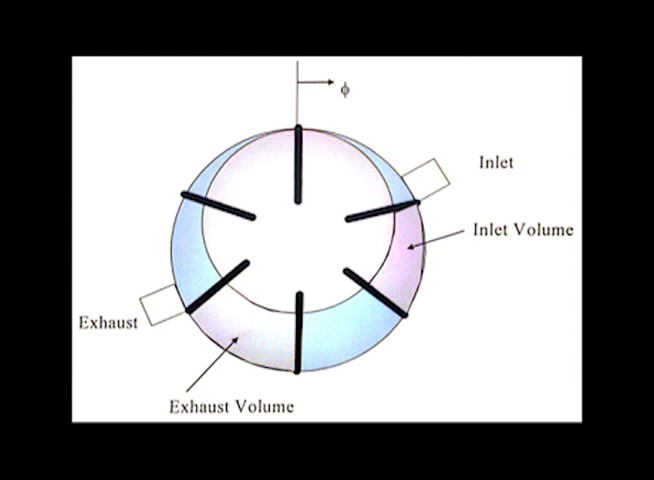 ϕ
Inlet
Inlet Volume
Exhaust
Exhaust Volume